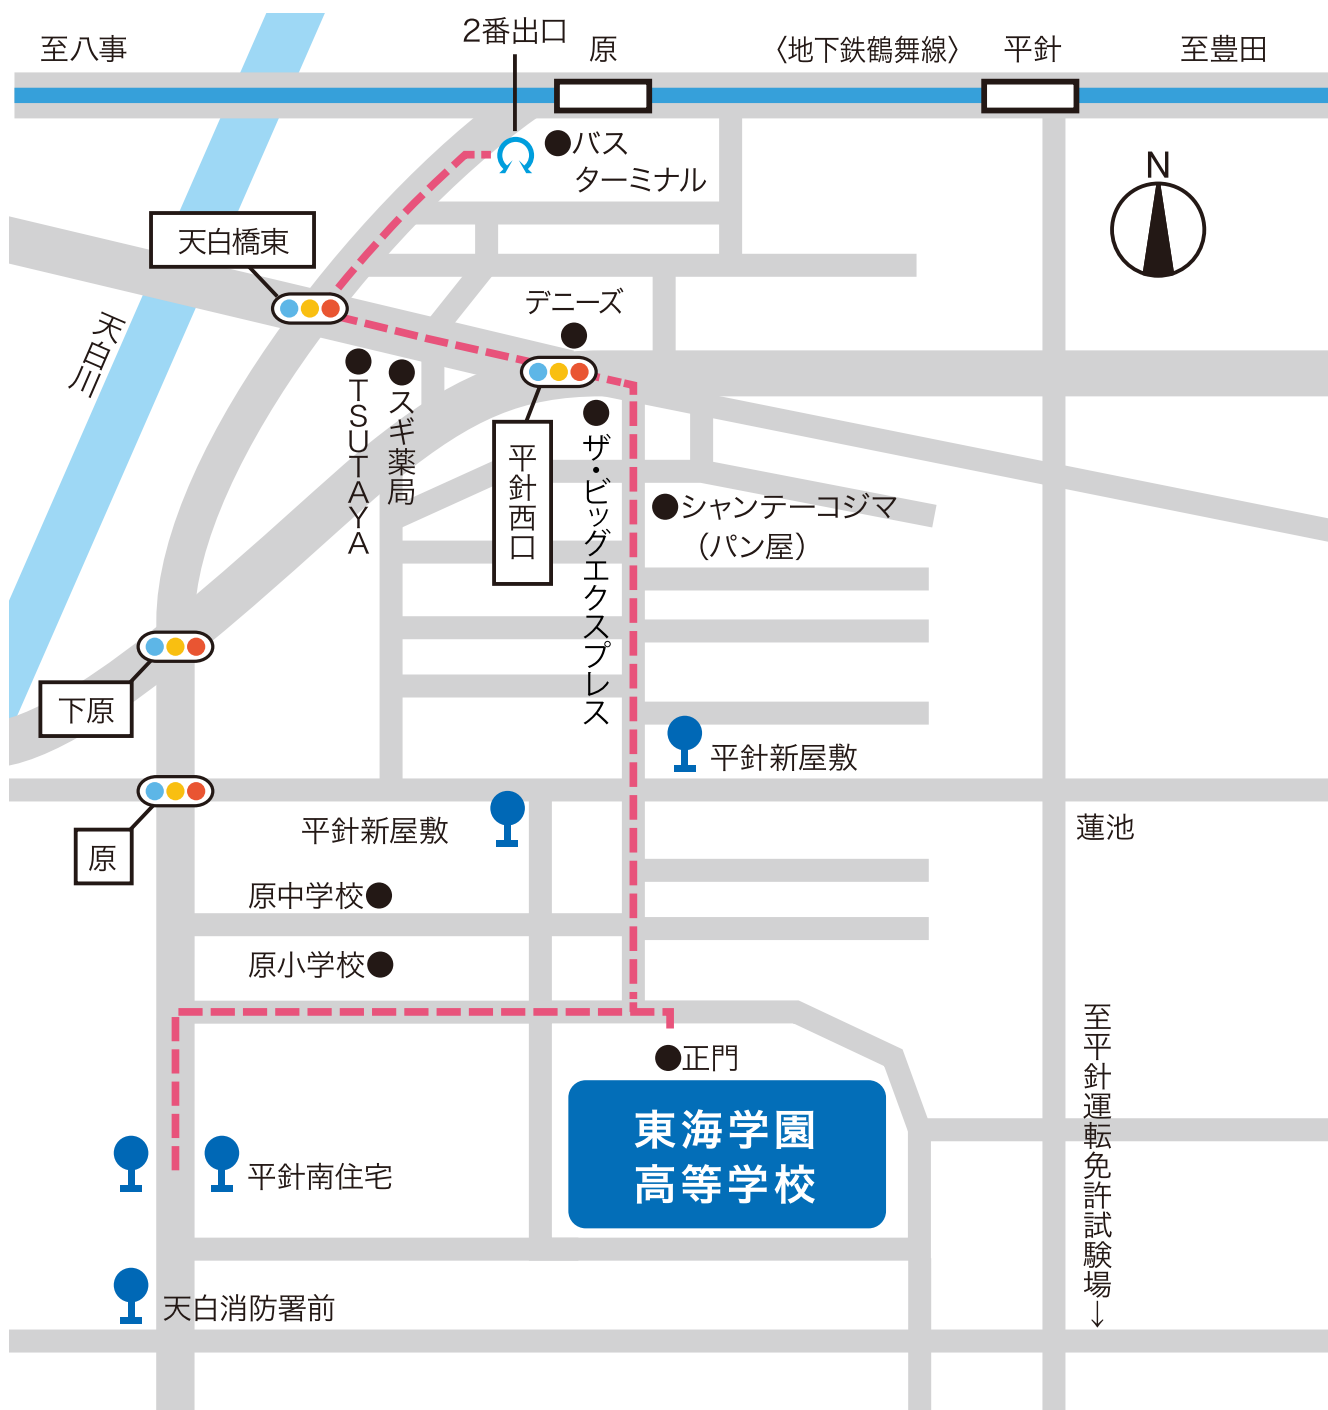 2番出口
至八事
原
〈地下鉄鶴舞線〉
平針
至豊田
バス
ターミナル
N
天白橋東
デニーズ
天白川
TSUTAYA
スギ薬局
平針西口
ザ・ビッグエクスプレス
シャンテーコジマ
（パン屋）
下原
平針新屋敷
平針新屋敷
蓮池
原
原中学校
原小学校
正門
東海学園
高等学校
至平針運転免許試験場→
平針南住宅
天白消防署前